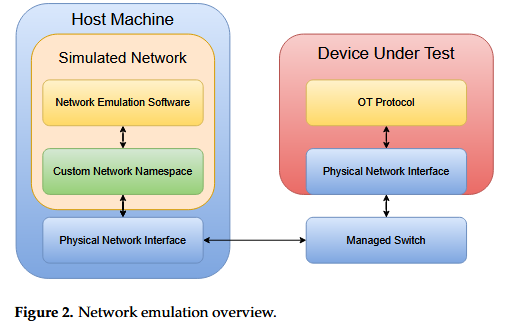 Host Machine
Simulated Network
Network Emulation Software
Custom Network Namespace
Physical Network Interface
Device Under Test
OT Protocol
Physical Network Interface
Managed Switch
Figure 2. Network emulation overview.